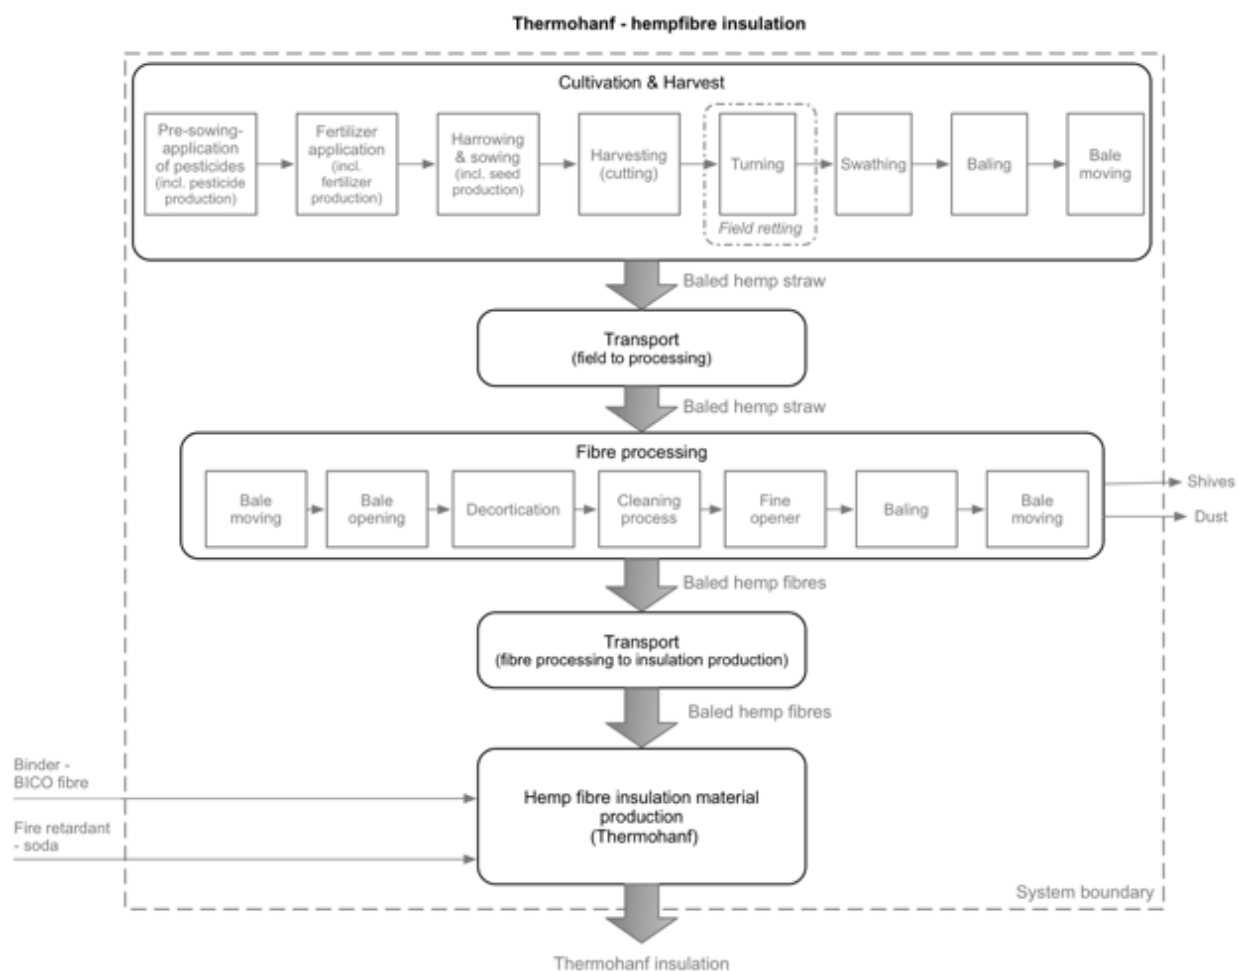 Thermohanf - hempfibre insulation
Cultivation & Harvest
Pre-sowing-
application
of pesticides
(incl. pesticide
production)
Fertilizer
application
(incl.
fertilizer
production)
Harrowing
& sowing
(incl. seed
production)
Harvesting
(cutting)
Turning
Field retting
Swathing
Baling
Bale
moving
Baled hemp straw
Transport
(field to processing)
Baled hemp straw
Fibre processing
Bale
moving
Bale
opening
Decortication
Cleaning
process
Fine
opener
Baling
Bale
moving
Shives
Dust
Baled hemp fibres
Transport
(fibre processing to insulation production)
Baled hemp fibres
Binder -
BICO fibre
Fire retardant
- soda
Hemp fibre insulation material
production
(Thermohanf)
System boundary
Thermohanf insulation